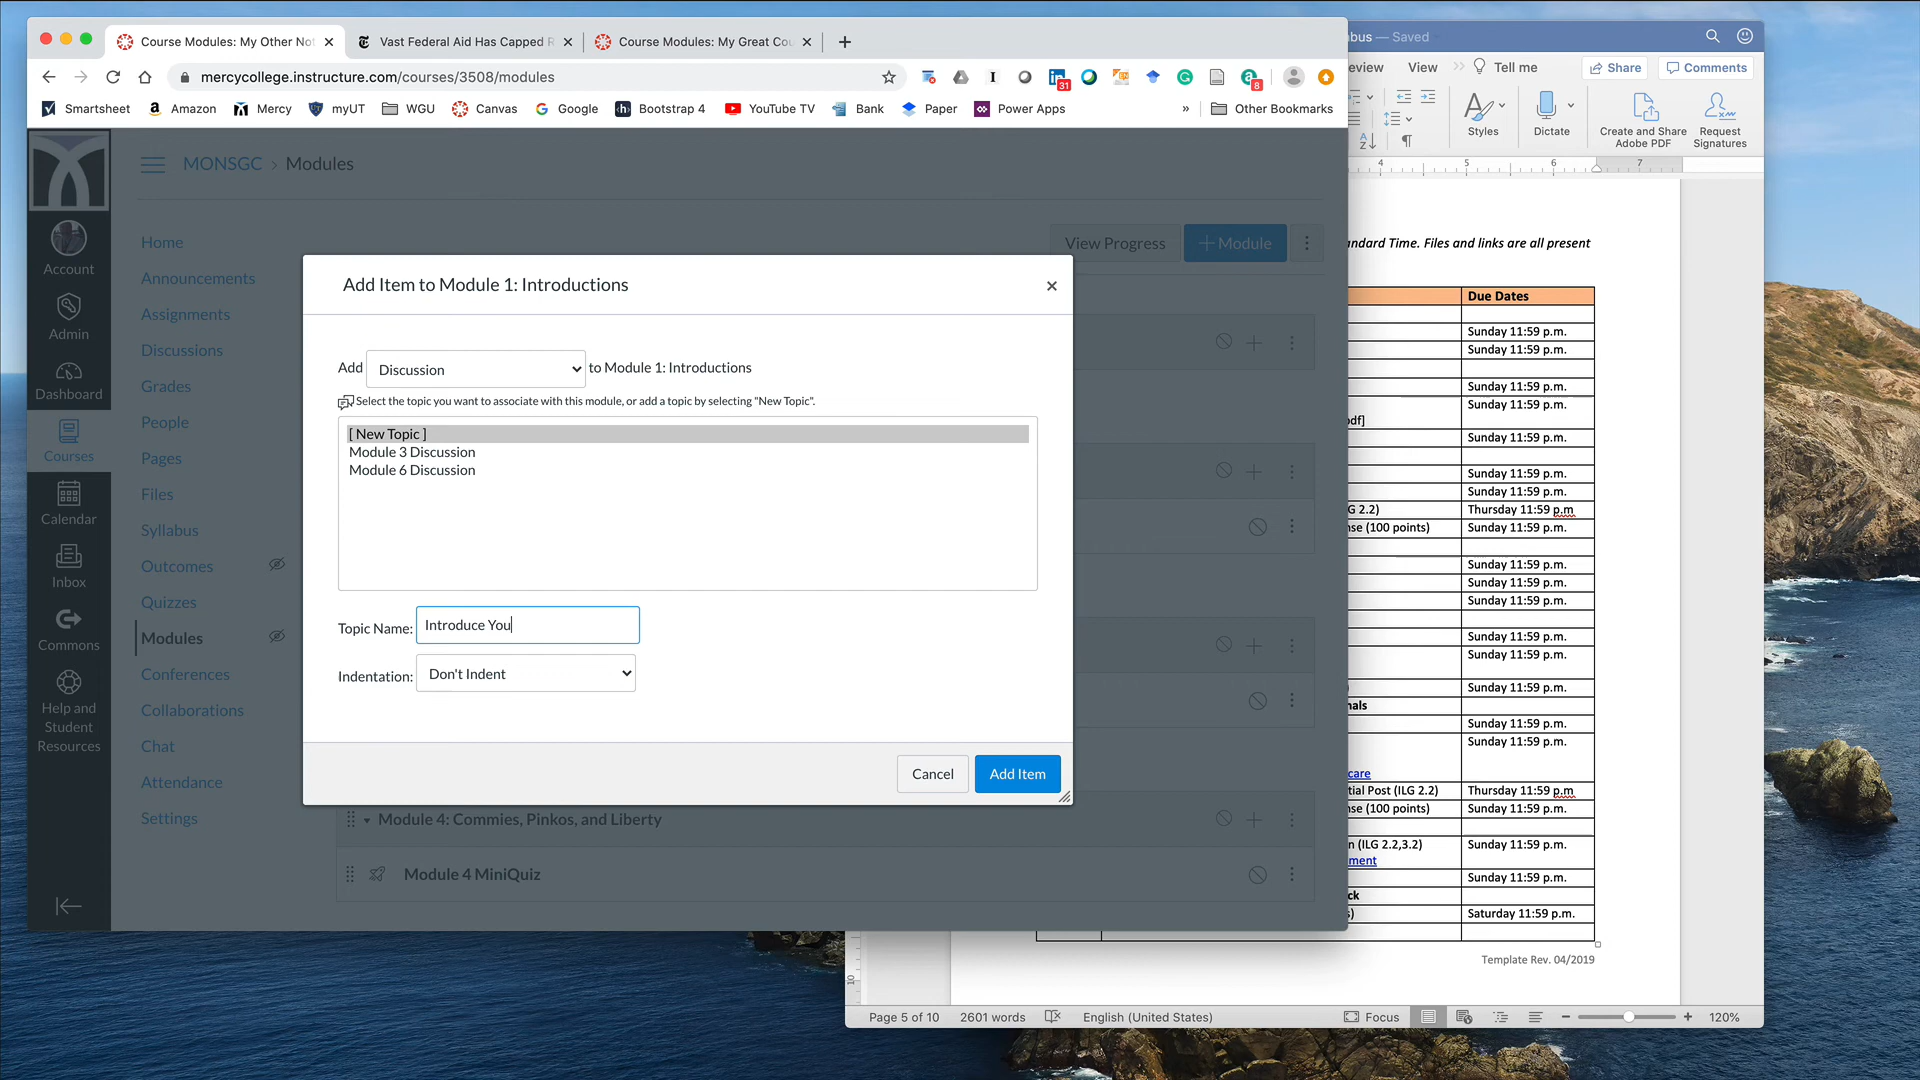 Course Modules: My Other Not
Vast Federal Aid Has Capped R
Course Modules: My Great Cou
mercycollege.instructure.com/courses/3508/modules
31
8
Smartsheet
Amazon
Mercy
myUT
WGU
Canvas
Google
Bootstrap 4
YouTube TV
Bank
Paper
Power Apps
»
Other Bookmarks
MONSGC › Modules
Account
Admin
Dashboard
Courses
Calendar
Inbox
Commons
Help and
Student
Resources
Home
Announcements
Assignments
Discussions
Grades
People
Pages
Files
Syllabus
Outcomes
Quizzes
Modules
Conferences
Collaborations
Chat
Attendance
Settings
View Progress
+ Module
Add Item to Module 1: Introductions
Add Discussion to Module 1: Introductions
Select the topic you want to associate with this module, or add a topic by selecting "New Topic".
[ New Topic ]
Module 3 Discussion
Module 6 Discussion
Topic Name: Introduce You
Indentation: Don't Indent
Cancel
Add Item
Module 4: Commies, Pinkos, and Liberty
Module 4 MiniQuiz
bus — Saved
eview
View
Tell me
Share
Comments
Styles
Dictate
Create and Share
Adobe PDF
Request
Signatures
4 5 6 7
ndard Time. Files and links are all present
Due Dates
Sunday 11:59 p.m.
Sunday 11:59 p.m.
Sunday 11:59 p.m.
Sunday 11:59 p.m.
pdf]
Sunday 11:59 p.m.
Sunday 11:59 p.m.
Sunday 11:59 p.m.
G 2.2) Thursday 11:59 p.m
nse (100 points) Sunday 11:59 p.m.
Sunday 11:59 p.m.
Sunday 11:59 p.m.
Sunday 11:59 p.m.
Sunday 11:59 p.m.
Sunday 11:59 p.m.
) Sunday 11:59 p.m.
nals
Sunday 11:59 p.m.
Sunday 11:59 p.m.
care
tial Post (ILG 2.2) Thursday 11:59 p.m
nse (100 points) Sunday 11:59 p.m.
n (ILG 2.2,3.2) Sunday 11:59 p.m.
ment
Sunday 11:59 p.m.
ck
s) Saturday 11:59 p.m.
Template Rev. 04/2019
10
Page 5 of 10
2601 words
English (United States)
Focus
120%